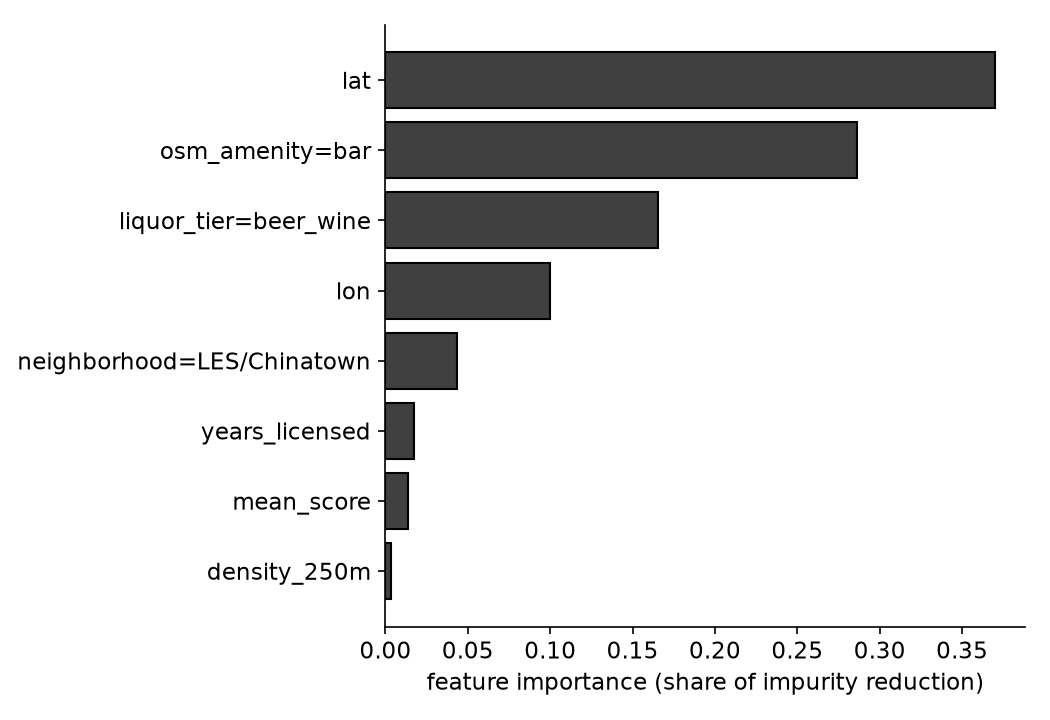 lat
osm_amenity=bar
liquor_tier=beer_wine
lon
neighborhood=LES/Chinatown
years_licensed
mean_score
density_250m
0.00 0.05 0.10 0.15 0.20 0.25 0.30 0.35
feature importance (share of impurity reduction)